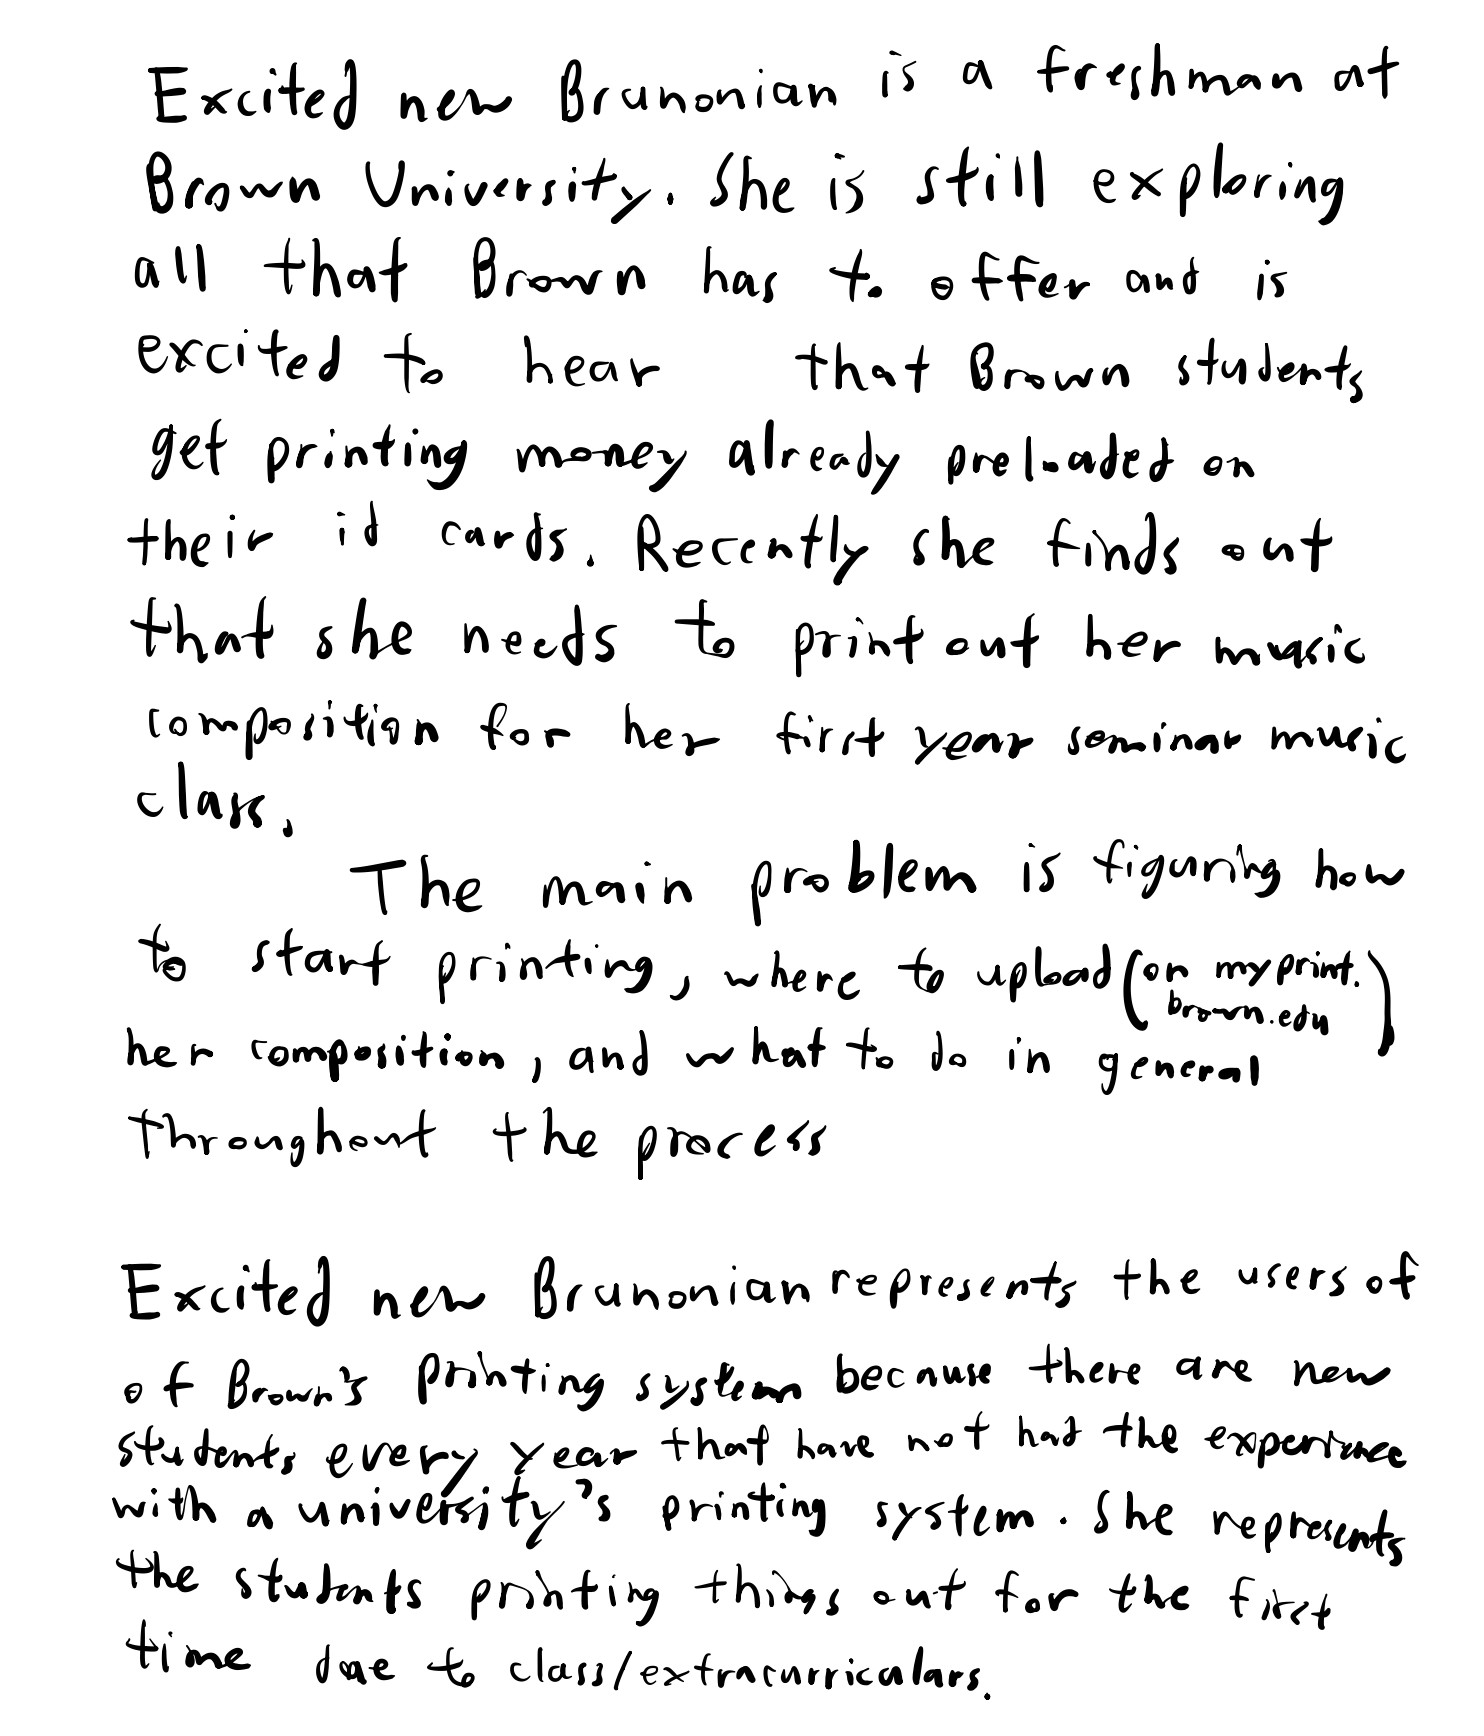 Excited new Brunonian is a freshman at
Brown University. She is still exploring
all that Brown has to offer and is
excited to hear that Brown students
get printing money already preloaded on
their id cards. Recently she finds out
that she needs to print out her music
composition for her first year seminar music
class.
The main problem is figuring how
to start printing, where to upload (on myprint.
brown.edu)
her composition, and what to do in general
throughout the process
Excited new Brunonian represents the users of
of Brown's printing system because there are new
students every year that have not had the experience
with a university's printing system. She represents
the students printing things out for the first
time due to class/extracurriculars.